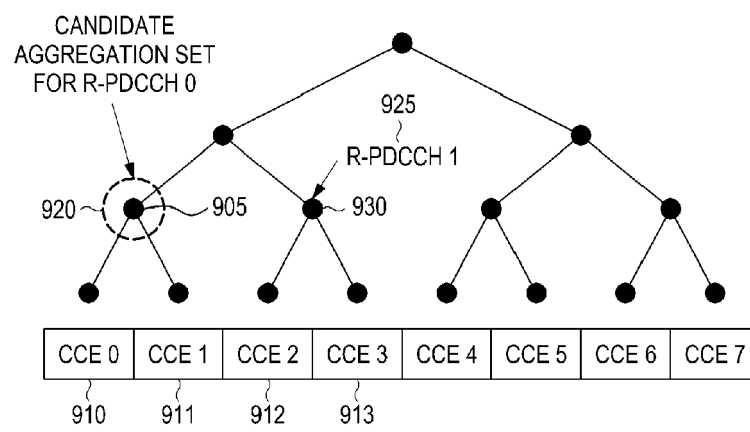 CANDIDATE
AGGREGATION SET
FOR R-PDCCH 0
925
R-PDCCH 1
920
905
930
CCE 0 CCE 1 CCE 2 CCE 3 CCE 4 CCE 5 CCE 6 CCE 7
910 911 912 913